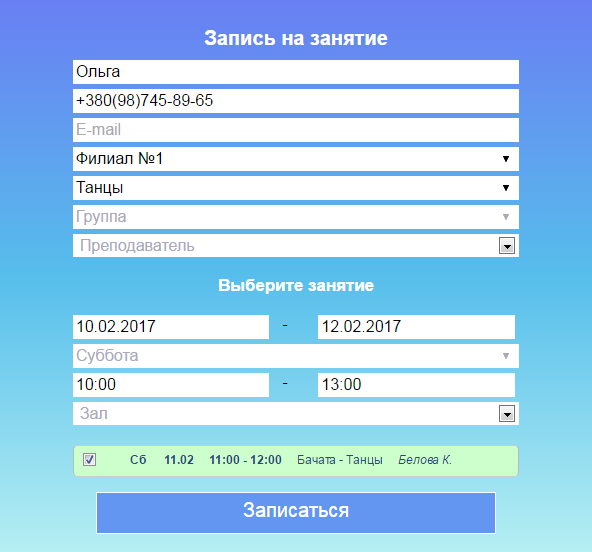 Запись на занятие
Ольга
+380(98)745-89-65
E-mail
Филиал №1
Танцы
Группа
Преподаватель
Выберите занятие
10.02.2017 - 12.02.2017
Суббота
10:00 - 13:00
Зал
Сб 11.02 11:00 - 12:00 Бачата - Танцы Белова К.
Записаться